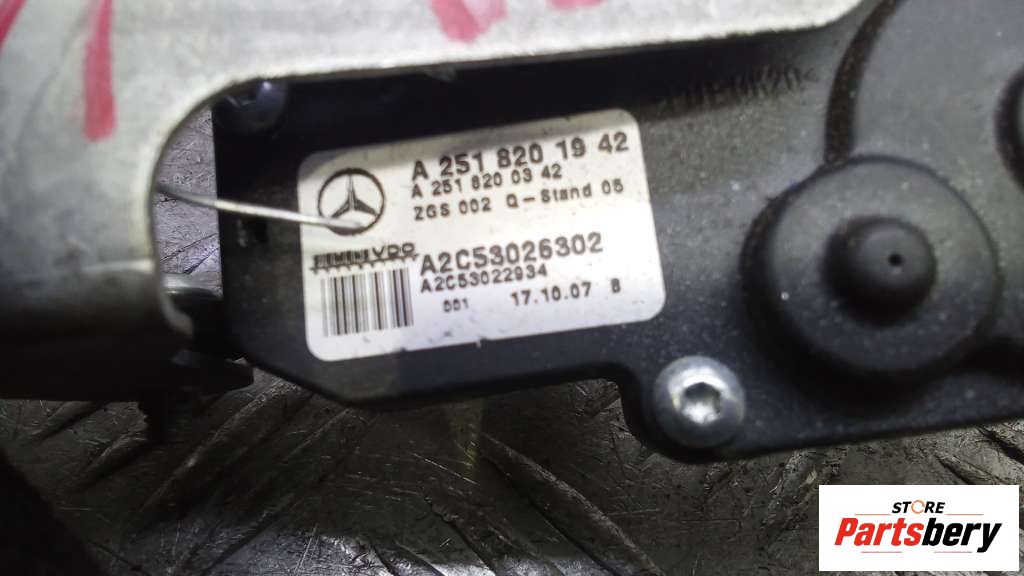 A 251 820 19 42
A 251 820 03 42
ZGS 002 Q-Stand 05
VDO
A2C53026302
A2C53022934
001 17.10.07 B
STORE
Partsbery